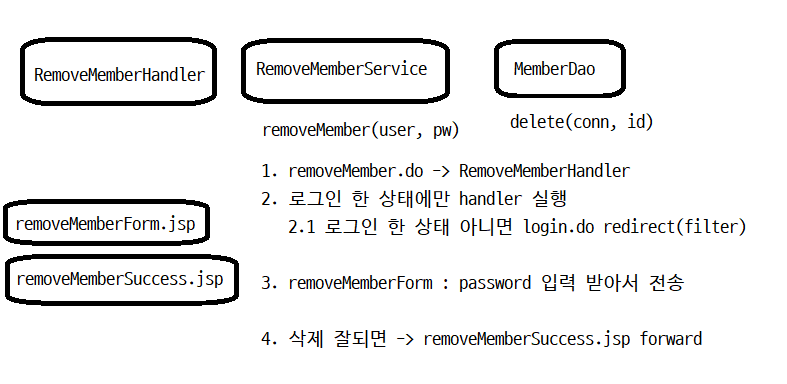 RemoveMemberHandler
RemoveMemberService
MemberDao
removeMember(user, pw)
delete(conn, id)
1. removeMember.do -> RemoveMemberHandler
2. 로그인 한 상태에만 handler 실행
2.1 로그인 한 상태 아니면 login.do redirect(filter)
removeMemberForm.jsp
removeMemberSuccess.jsp
3. removeMemberForm : password 입력 받아서 전송
4. 삭제 잘되면 -> removeMemberSuccess.jsp forward